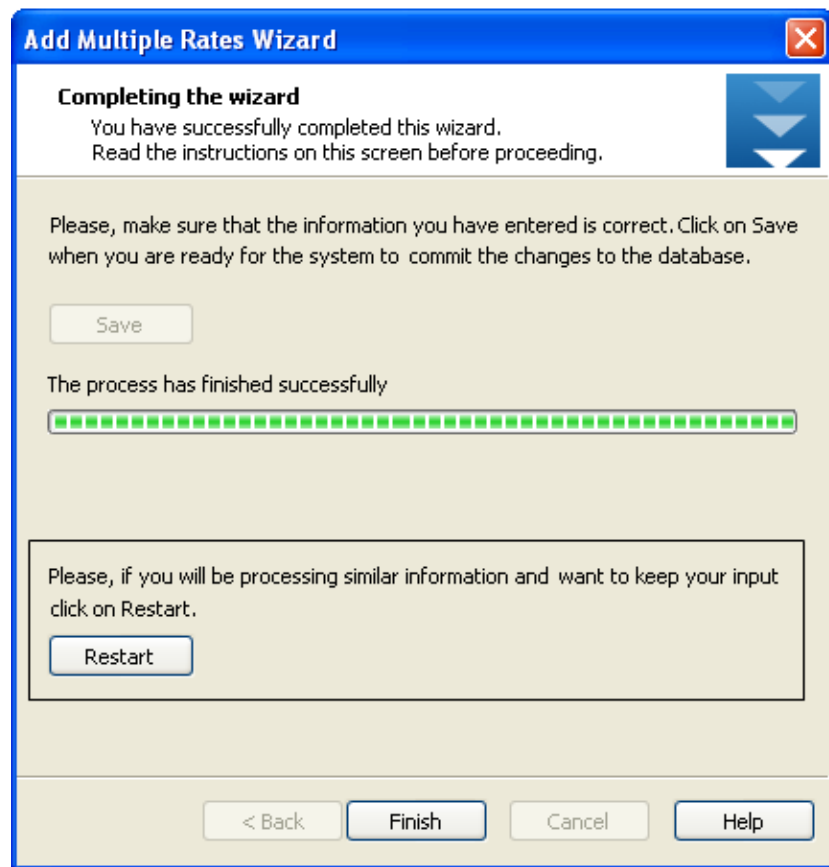 Add Multiple Rates Wizard
Completing the wizard
You have successfully completed this wizard.
Read the instructions on this screen before proceeding.
Please, make sure that the information you have entered is correct. Click on Save
when you are ready for the system to commit the changes to the database.
Save
The process has finished successfully
Please, if you will be processing similar information and want to keep your input
click on Restart.
Restart
< Back Finish Cancel Help